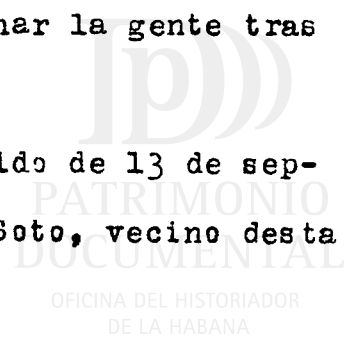 nar la gente tras
ido de 13 de sep-
Soto, vecino desta
PATRIMONIO
DOCUMENTAL
OFICINA DEL HISTORIADOR
DE LA HABANA